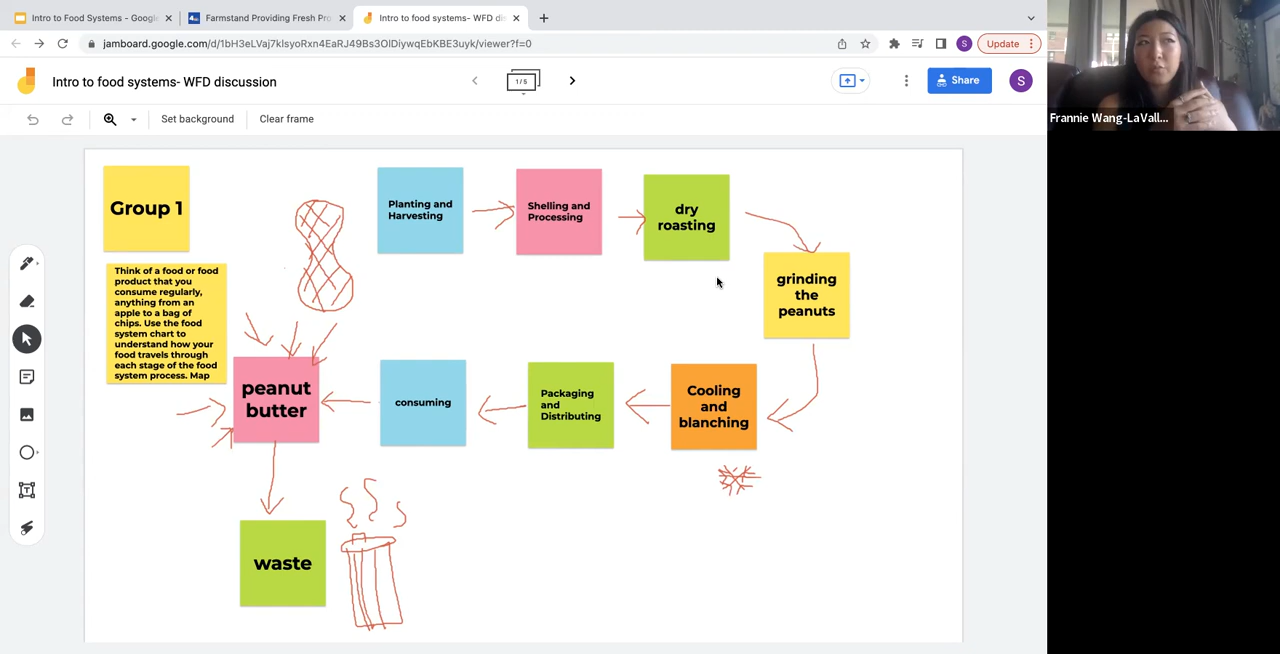 Intro to Food Systems - Google
Farmstand Providing Fresh Pro
Intro to food systems- WFD di
jamboard.google.com/d/1bH3eLVaj7kIsyoRxn4EaRJ49Bs3OlDiywqEbKBE3uyk/viewer?f=0
S
Update
Intro to food systems- WFD discussion
1/5
Share
S
Set background
Clear frame
Frannie Wang-LaVall...
Group 1
Planting and
Harvesting
Shelling and
Processing
dry
roasting
grinding
the
peanuts
Think of a food or food
product that you
consume regularly,
anything from an
apple to a bag of
chips. Use the food
system chart to
understand how your
food travels through
each stage of the food
system process. Map
peanut
butter
consuming
Packaging
and
Distributing
Cooling
and
blanching
waste